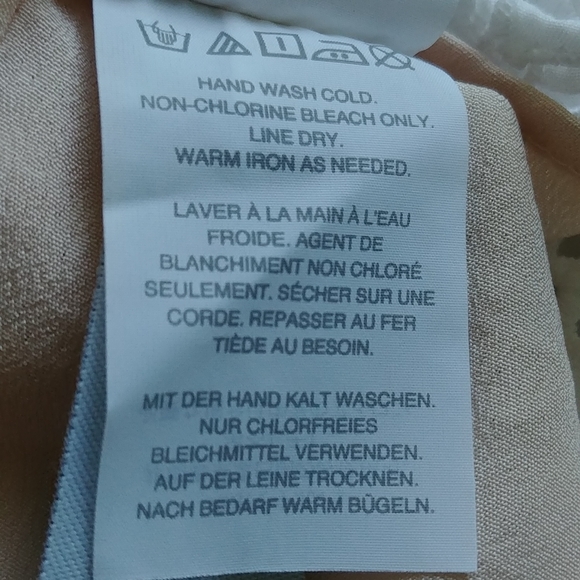 HAND WASH COLD.
NON-CHLORINE BLEACH ONLY.
LINE DRY.
WARM IRON AS NEEDED.
LAVER À LA MAIN À L'EAU
FROIDE. AGENT DE
BLANCHIMENT NON CHLORÉ
SEULEMENT. SÉCHER SUR UNE
CORDE. REPASSER AU FER
TIÈDE AU BESOIN.
MIT DER HAND KALT WASCHEN.
NUR CHLORFREIES
BLEICHMITTEL VERWENDEN.
AUF DER LEINE TROCKNEN.
NACH BEDARF WARM BÜGELN.